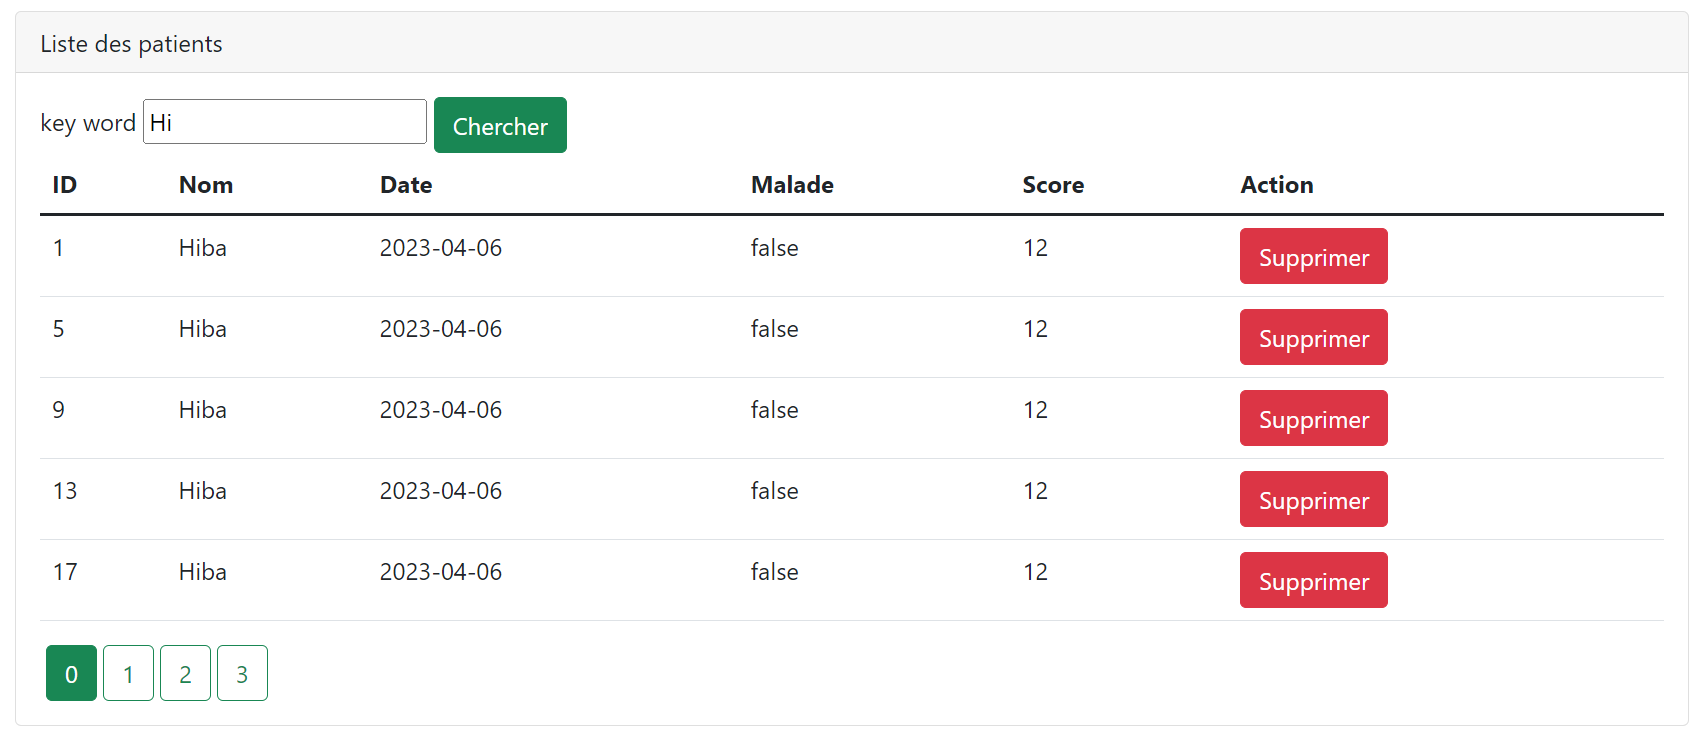 Liste des patients
key word Hi Chercher
ID Nom Date Malade Score Action
1 Hiba 2023-04-06 false 12 Supprimer
5 Hiba 2023-04-06 false 12 Supprimer
9 Hiba 2023-04-06 false 12 Supprimer
13 Hiba 2023-04-06 false 12 Supprimer
17 Hiba 2023-04-06 false 12 Supprimer
0 1 2 3